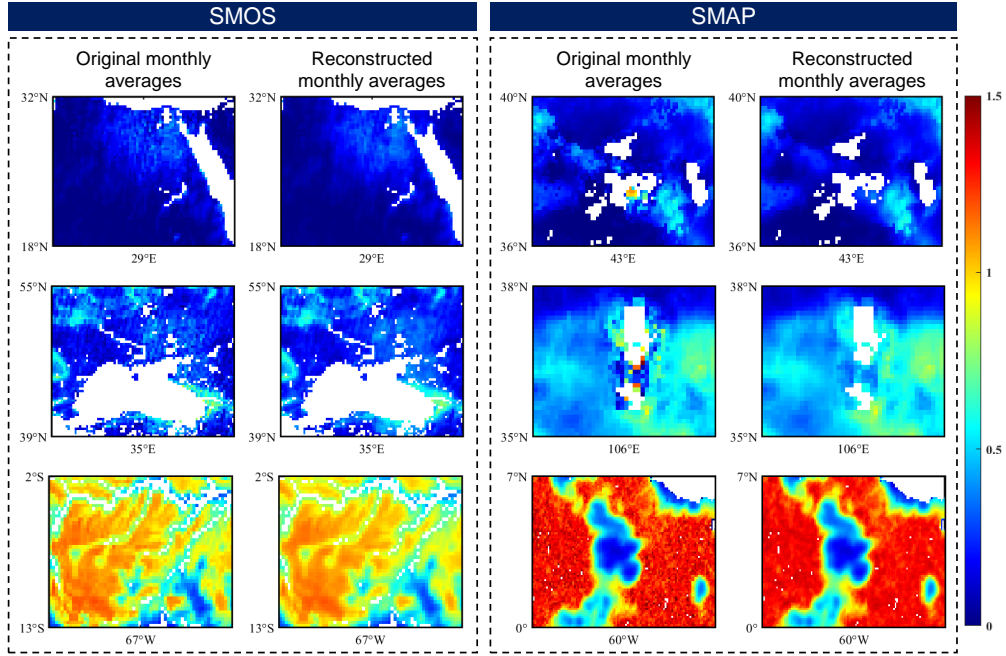 SMOS
SMAP
Original monthly averages
Reconstructed monthly averages
Original monthly averages
Reconstructed monthly averages
32°N
18°N
29°E
32°N
18°N
29°E
40°N
36°N
43°E
40°N
36°N
43°E
1.5
1
0.5
0
55°N
39°N
35°E
55°N
39°N
35°E
38°N
35°N
106°E
38°N
35°N
106°E
2°S
13°S
67°W
2°S
13°S
67°W
7°N
0°
60°W
7°N
0°
60°W